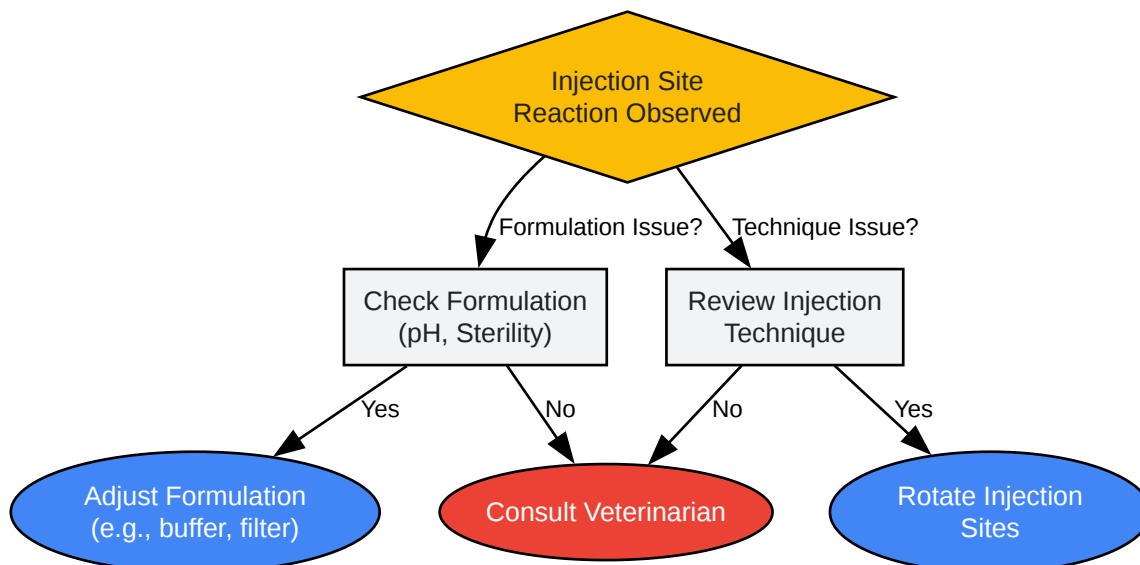 Injection Site
Reaction Observed
Formulation Issue?
Technique Issue?
Check Formulation
(pH, Sterility)
Review Injection
Technique
Yes
No
No
Yes
Adjust Formulation
(e.g., buffer, filter)
Consult Veterinarian
Rotate Injection
Sites